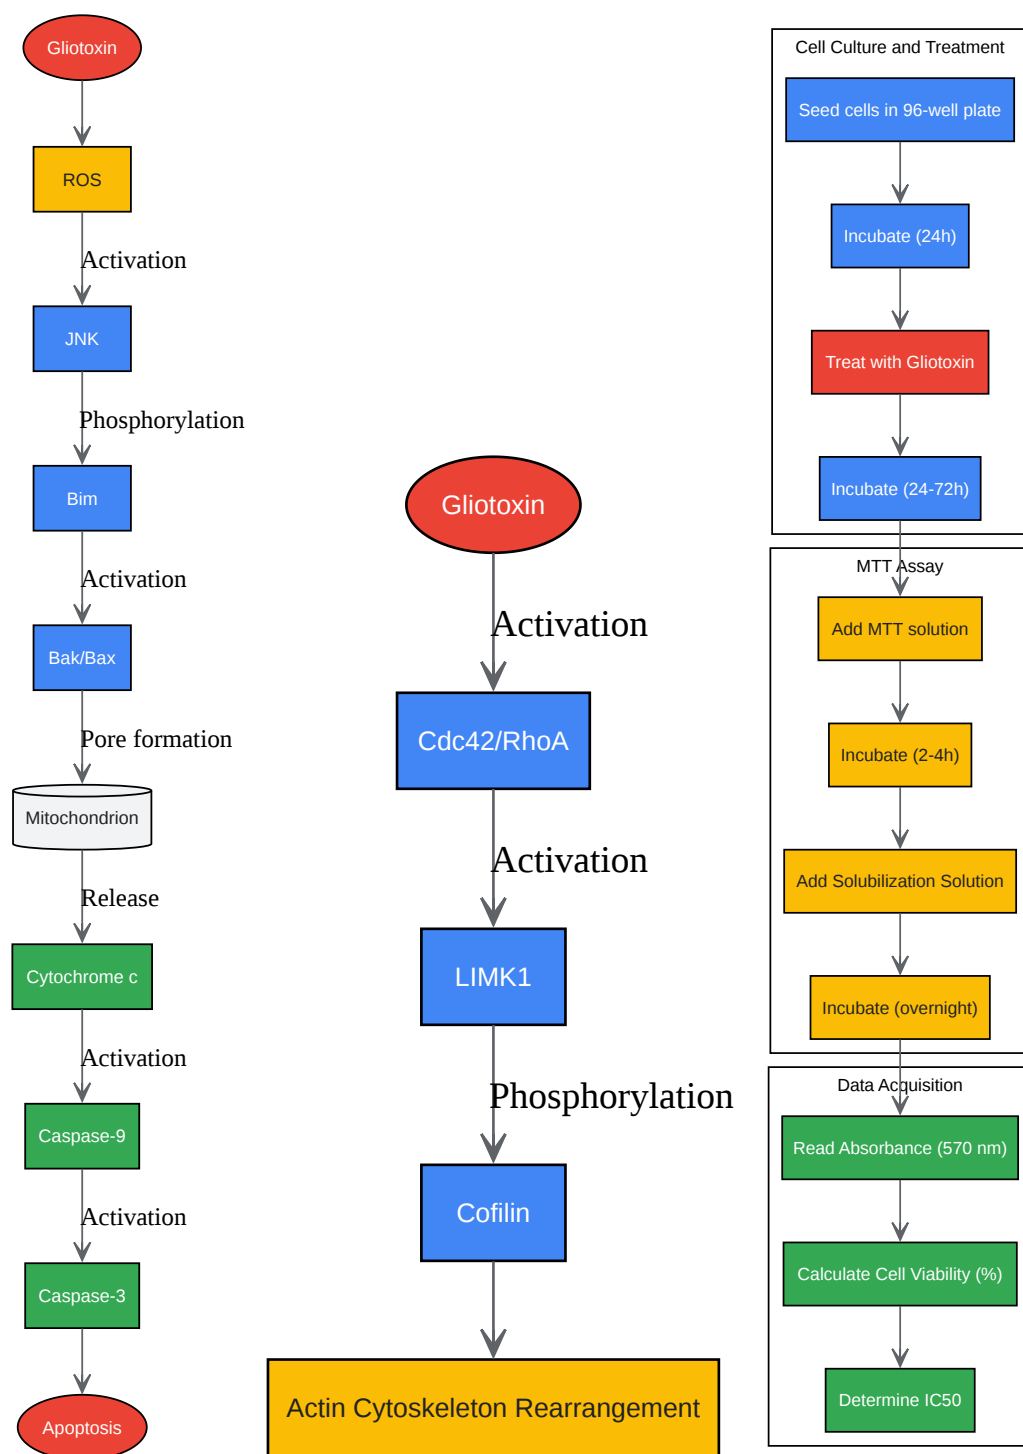 Gliotoxin
ROS
Activation
JNK
Phosphorylation
Bim
Activation
Bak/Bax
Pore formation
Mitochondrion
Release
Cytochrome c
Activation
Caspase-9
Activation
Caspase-3
Apoptosis
Gliotoxin
Activation
Cdc42/RhoA
Activation
LIMK1
Phosphorylation
Cofilin
Actin Cytoskeleton Rearrangement
Cell Culture and Treatment
Seed cells in 96-well plate
Incubate (24h)
Treat with Gliotoxin
Incubate (24-72h)
MTT Assay
Add MTT solution
Incubate (2-4h)
Add Solubilization Solution
Incubate (overnight)
Data Acquisition
Read Absorbance (570 nm)
Calculate Cell Viability (%)
Determine IC50